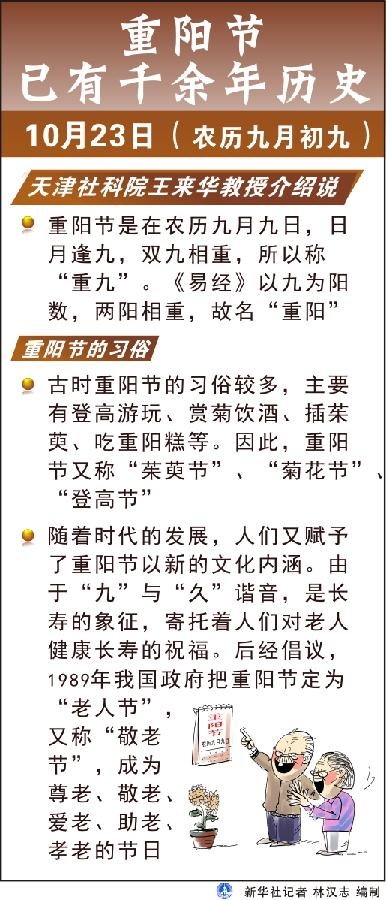 重阳节
已有千余年历史
10月23日（农历九月初九）
天津社科院王来华教授介绍说
重阳节是在农历九月九日，日
月逢九，双九相重，所以称
“重九”。《易经》以九为阳
数，两阳相重，故名“重阳”
重阳节的习俗
古时重阳节的习俗较多，主要
有登高游玩、赏菊饮酒、插茱
萸、吃重阳糕等。因此，重阳
节又称“茱萸节”、“菊花节”、
“登高节”
随着时代的发展，人们又赋予
了重阳节以新的文化内涵。由
于“九”与“久”谐音，是长
寿的象征，寄托着人们对老人
健康长寿的祝福。后经倡议，
1989年我国政府把重阳节定为
“老人节”，
又称“敬老
节”，成为
尊老、敬老、
爱老、助老、
孝老的节日
重阳节
新华社记者 林汉志 编制